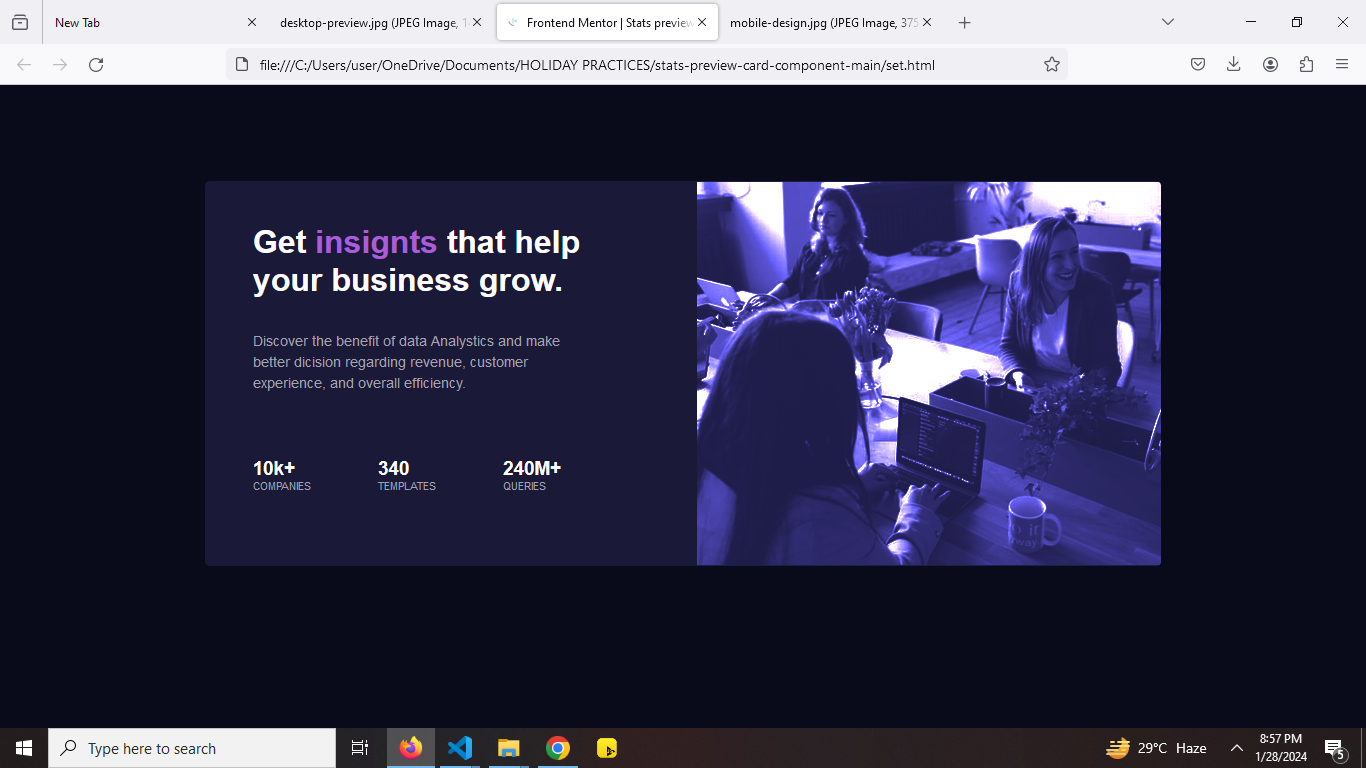 New Tab
desktop-preview.jpg (JPEG Image, 1
Frontend Mentor | Stats preview
mobile-design.jpg (JPEG Image, 375
file:///C:/Users/user/OneDrive/Documents/HOLIDAY PRACTICES/stats-preview-card-component-main/set.html
Get insignts that help
your business grow.
Discover the benefit of data Analystics and make
better dicision regarding revenue, customer
experience, and overall efficiency.
10k+
340
240M+
COMPANIES
TEMPLATES
QUERIES
Type here to search
29°C Haze
8:57 PM
1/28/2024
5